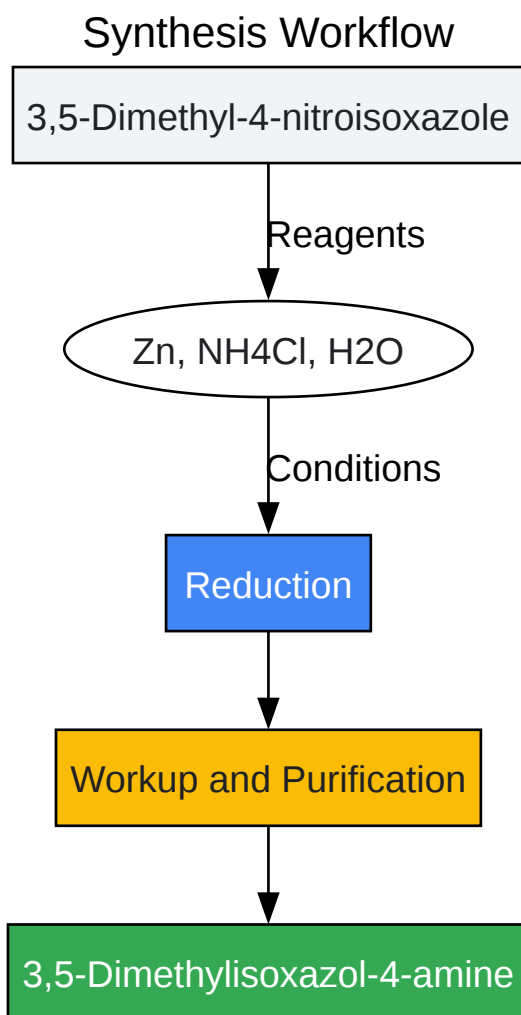 Synthesis Workflow
3,5-Dimethyl-4-nitroisoxazole
Reagents
Zn, NH4Cl, H2O
Conditions
Reduction
Workup and Purification
3,5-Dimethylisoxazol-4-amine